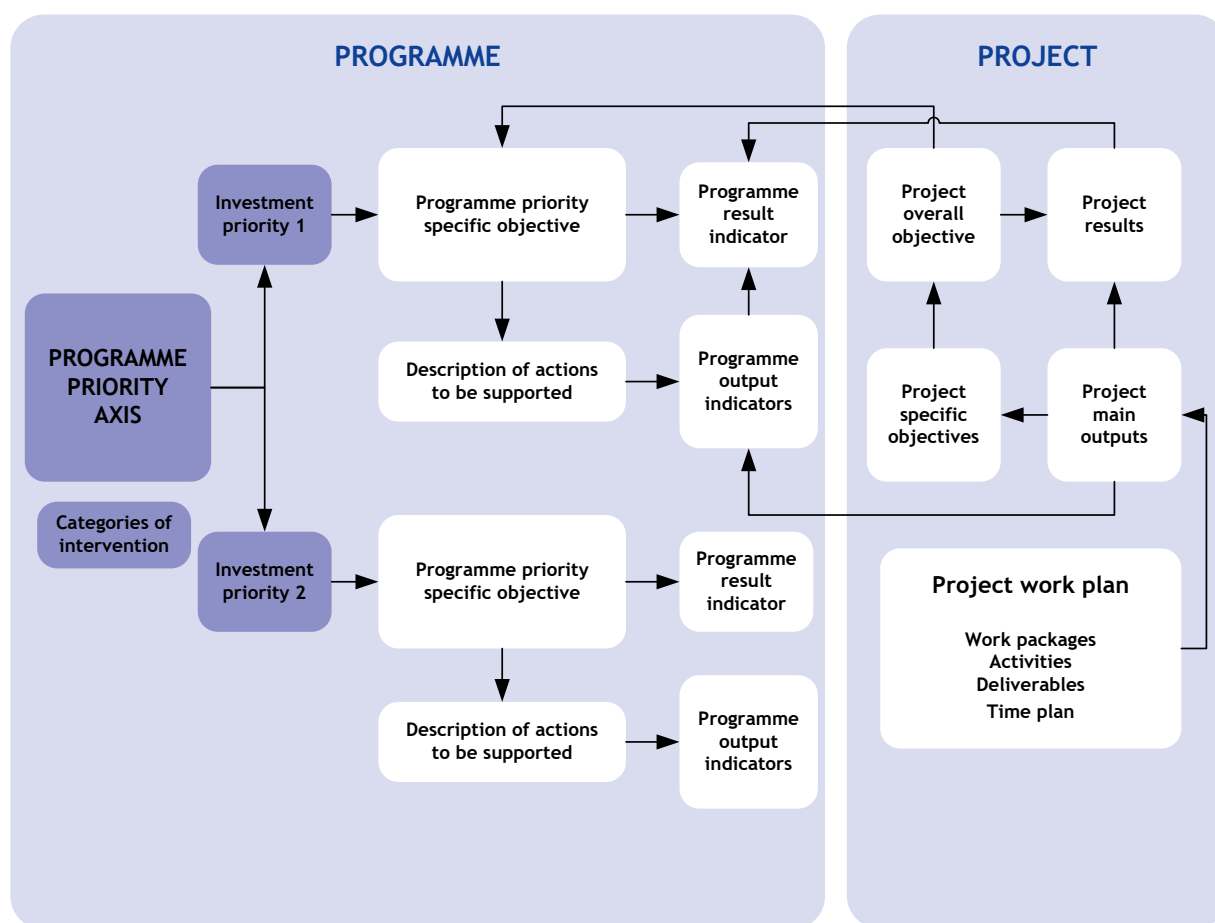 PROGRAMME
PROJECT
Investment
priority 1
Programme priority
specific objective
Programme
result
indicator
Project
overall
objective
Project
results
PROGRAMME
PRIORITY
AXIS
Description of actions
to be supported
Programme
output
indicators
Project
specific
objectives
Project
main
outputs
Categories of
intervention
Investment
priority 2
Programme priority
specific objective
Programme
result
indicator
Project work plan
Work packages
Activities
Deliverables
Time plan
Description of actions
to be supported
Programme
output
indicators